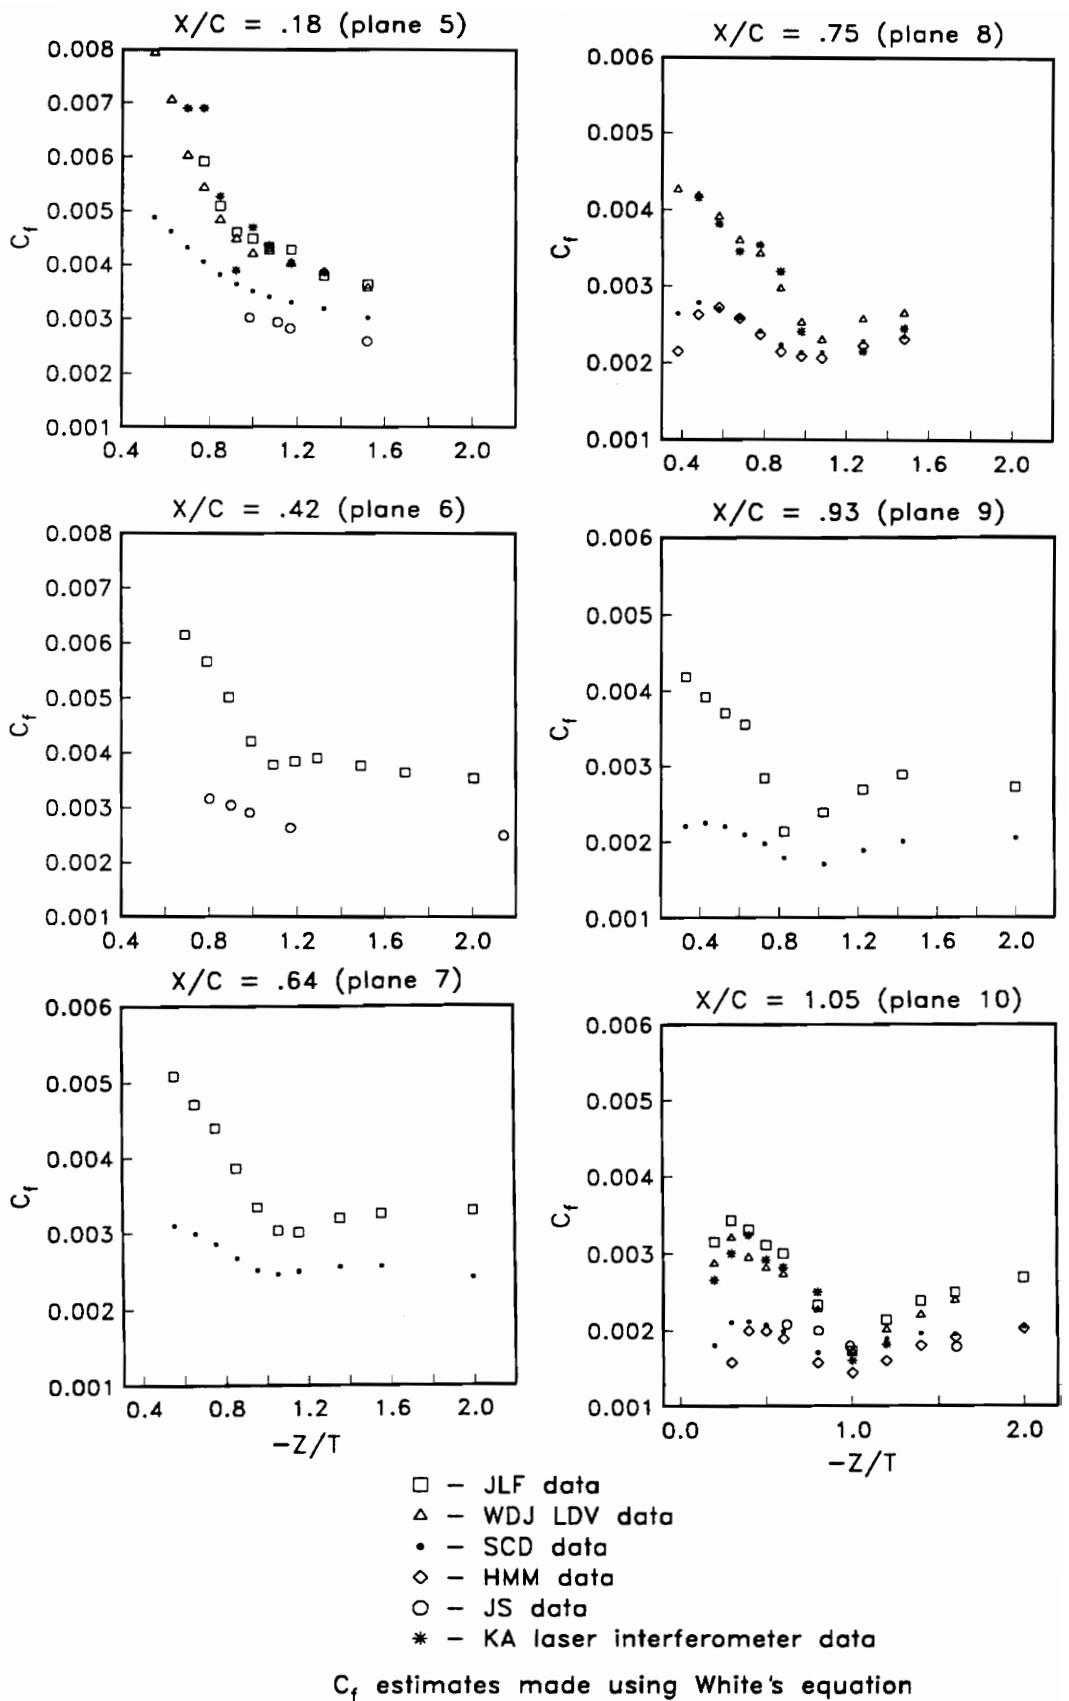 X/C = .18 (plane 5)
0.008
0.007
0.006
0.005
0.004
0.003
0.002
0.001
Cf
0.4 0.8 1.2 1.6 2.0
X/C = .75 (plane 8)
0.006
0.005
0.004
0.003
0.002
0.001
Cf
0.4 0.8 1.2 1.6 2.0
X/C = .42 (plane 6)
0.008
0.007
0.006
0.005
0.004
0.003
0.002
0.001
Cf
0.4 0.8 1.2 1.6 2.0
X/C = .93 (plane 9)
0.006
0.005
0.004
0.003
0.002
0.001
Cf
0.4 0.8 1.2 1.6 2.0
X/C = .64 (plane 7)
0.006
0.005
0.004
0.003
0.002
0.001
Cf
0.4 0.8 1.2 1.6 2.0
-Z/T
X/C = 1.05 (plane 10)
0.006
0.005
0.004
0.003
0.002
0.001
Cf
0.0 1.0 2.0
-Z/T
□ – JLF data
△ – WDJ LDV data
• – SCD data
◇ – HMM data
○ – JS data
✱ – KA laser interferometer data
Cf estimates made using White's equation